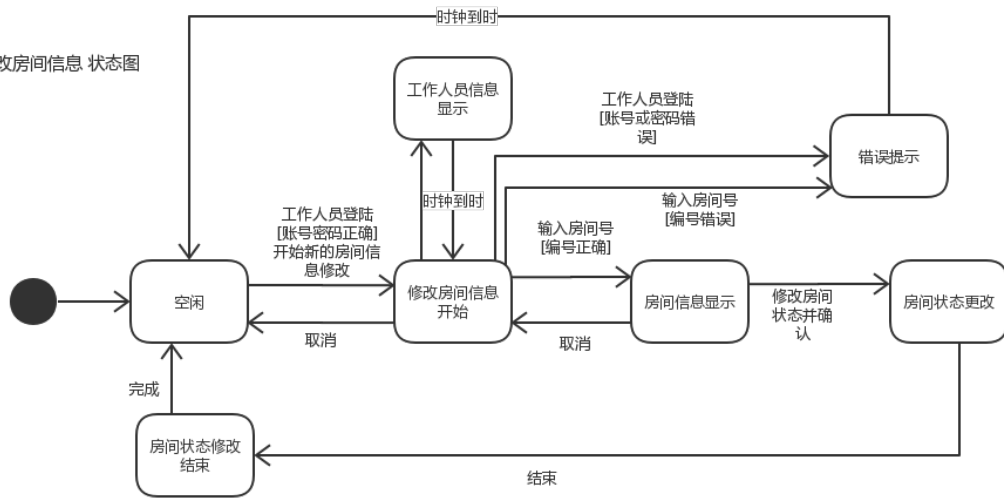 时钟到时
改房间信息 状态图
工作人员信息
显示
工作人员登陆
[账号或密码错
误]
错误提示
时钟到时
输入房间号
[编号错误]
工作人员登陆
[账号密码正确]
开始新的房间信
息修改
输入房间号
[编号正确]
空闲
修改房间信息
开始
房间信息显示
修改房间
状态并确
认
房间状态更改
取消
取消
完成
房间状态修改
结束
结束